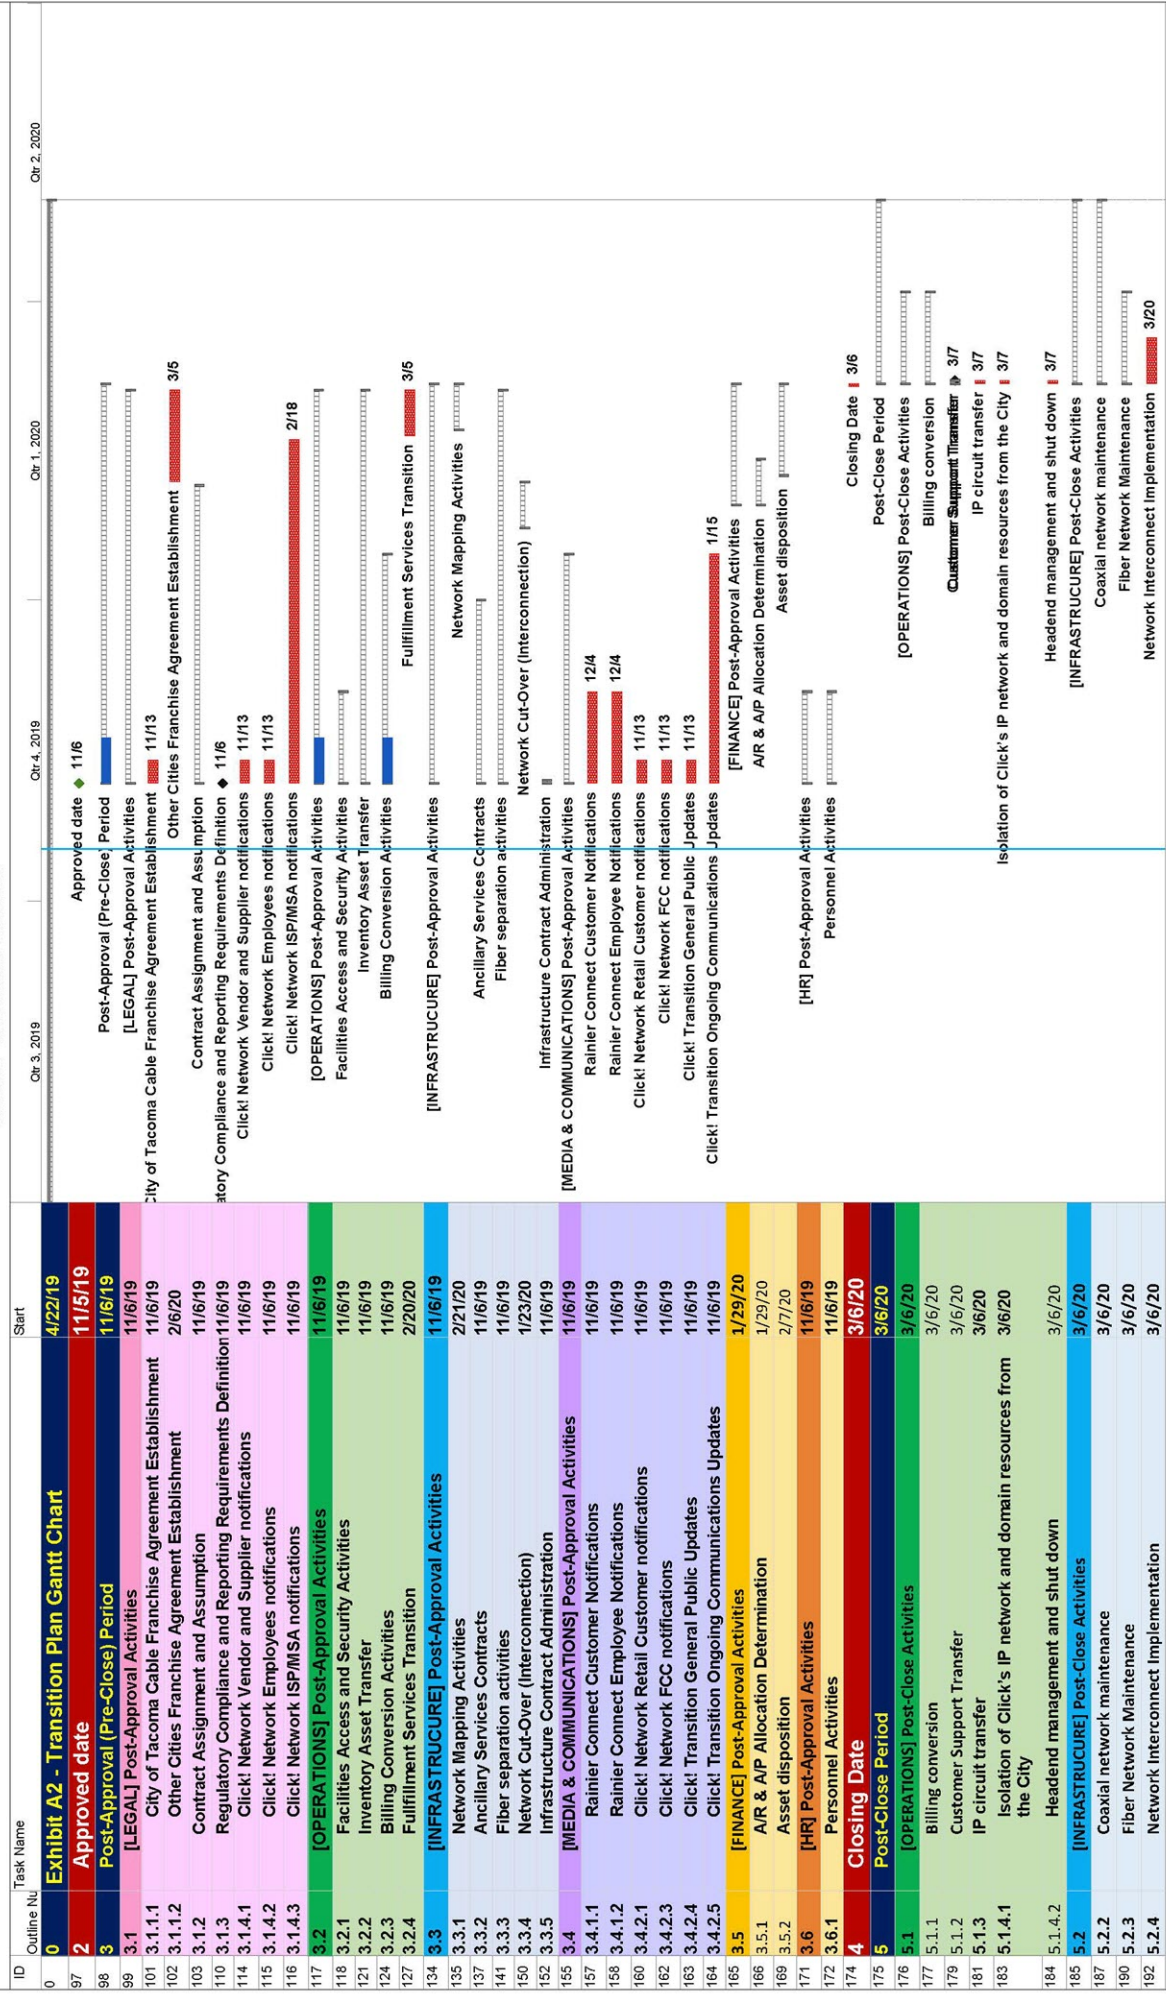 ID Outline Nu Task Name Start Qtr 3, 2019 Qtr 4, 2019 Qtr 1, 2020 Qtr 2, 2020
0 0 Exhibit A2 - Transition Plan Gantt Chart 4/22/19
97 2 Approved date 11/5/19 Approved date 11/6
98 3 Post-Approval (Pre-Close) Period 11/6/19 Post-Approval (Pre-Close) Period
99 3.1 [LEGAL] Post-Approval Activities 11/6/19 [LEGAL] Post-Approval Activities
101 3.1.1.1 City of Tacoma Cable Franchise Agreement Establishment 11/6/19 City of Tacoma Cable Franchise Agreement Establishment 11/13
102 3.1.1.2 Other Cities Franchise Agreement Establishment 2/6/20 Other Cities Franchise Agreement Establishment 3/5
103 3.1.2 Contract Assignment and Assumption 11/6/19 Contract Assignment and Assumption
110 3.1.3 Regulatory Compliance and Reporting Requirements Definition 11/6/19 atory Compliance and Reporting Requirements Definition 11/6
114 3.1.4.1 Click! Network Vendor and Supplier notifications 11/6/19 Click! Network Vendor and Supplier notifications 11/13
115 3.1.4.2 Click! Network Employees notifications 11/6/19 Click! Network Employees notifications 11/13
116 3.1.4.3 Click! Network ISP/MSA notifications 11/6/19 Click! Network ISP/MSA notifications 2/18
117 3.2 [OPERATIONS] Post-Approval Activities 11/6/19 [OPERATIONS] Post-Approval Activities
118 3.2.1 Facilities Access and Security Activities 11/6/19 Facilities Access and Security Activities
121 3.2.2 Inventory Asset Transfer 11/6/19 Inventory Asset Transfer
124 3.2.3 Billing Conversion Activities 11/6/19 Billing Conversion Activities
127 3.2.4 Fullfillment Services Transition 2/20/20 Fullfillment Services Transition 3/5
134 3.3 [INFRASTRUCURE] Post-Approval Activities 11/6/19 [INFRASTRUCURE] Post-Approval Activities
135 3.3.1 Network Mapping Activities 2/21/20 Network Mapping Activities
137 3.3.2 Ancillary Services Contracts 11/6/19 Ancillary Services Contracts
141 3.3.3 Fiber separation activities 11/6/19 Fiber separation activities
150 3.3.4 Network Cut-Over (Interconnection) 1/23/20 Network Cut-Over (Interconnection)
152 3.3.5 Infrastructure Contract Administration 11/6/19 Infrastructure Contract Administration
155 3.4 [MEDIA & COMMUNICATIONS] Post-Approval Activities 11/6/19 [MEDIA & COMMUNICATIONS] Post-Approval Activities
157 3.4.1.1 Rainier Connect Customer Notifications 11/6/19 Rainier Connect Customer Notifications 12/4
158 3.4.1.2 Rainier Connect Employee Notifications 11/6/19 Rainier Connect Employee Notifications 12/4
160 3.4.2.1 Click! Network Retail Customer notifications 11/6/19 Click! Network Retail Customer notifications 11/13
162 3.4.2.3 Click! Network FCC notifications 11/6/19 Click! Network FCC notifications 11/13
163 3.4.2.4 Click! Transition General Public Updates 11/6/19 Click! Transition General Public Updates 11/13
164 3.4.2.5 Click! Transition Ongoing Communications Updates 11/6/19 Click! Transition Ongoing Communications Updates 1/15
165 3.5 [FINANCE] Post-Approval Activities 1/29/20 [FINANCE] Post-Approval Activities
166 3.5.1 A/R & A/P Allocation Determination 1/29/20 A/R & A/P Allocation Determination
169 3.5.2 Asset disposition 2/7/20 Asset disposition
171 3.6 [HR] Post-Approval Activities 11/6/19 [HR] Post-Approval Activities
172 3.6.1 Personnel Activities 11/6/19 Personnel Activities
174 4 Closing Date 3/6/20 Closing Date 3/6
175 5 Post-Close Period 3/6/20 Post-Close Period
176 5.1 [OPERATIONS] Post-Close Activities 3/6/20 [OPERATIONS] Post-Close Activities
177 5.1.1 Billing conversion 3/6/20 Billing conversion
179 5.1.2 Customer Support Transfer 3/6/20 Customer Support Transfer 3/7
181 5.1.3 IP circuit transfer 3/6/20 IP circuit transfer 3/7
183 5.1.4.1 Isolation of Click's IP network and domain resources from 3/6/20 Isolation of Click's IP network and domain resources from the City 3/7
the City
184 5.1.4.2 Headend management and shut down 3/6/20 Headend management and shut down 3/7
185 5.2 [INFRASTRUCURE] Post-Close Activities 3/6/20 [INFRASTRUCURE] Post-Close Activities
187 5.2.2 Coaxial network maintenance 3/6/20 Coaxial network maintenance
190 5.2.3 Fiber Network Maintenance 3/6/20 Fiber Network Maintenance
192 5.2.4 Network Interconnect Implementation 3/6/20 Network Interconnect Implementation 3/20